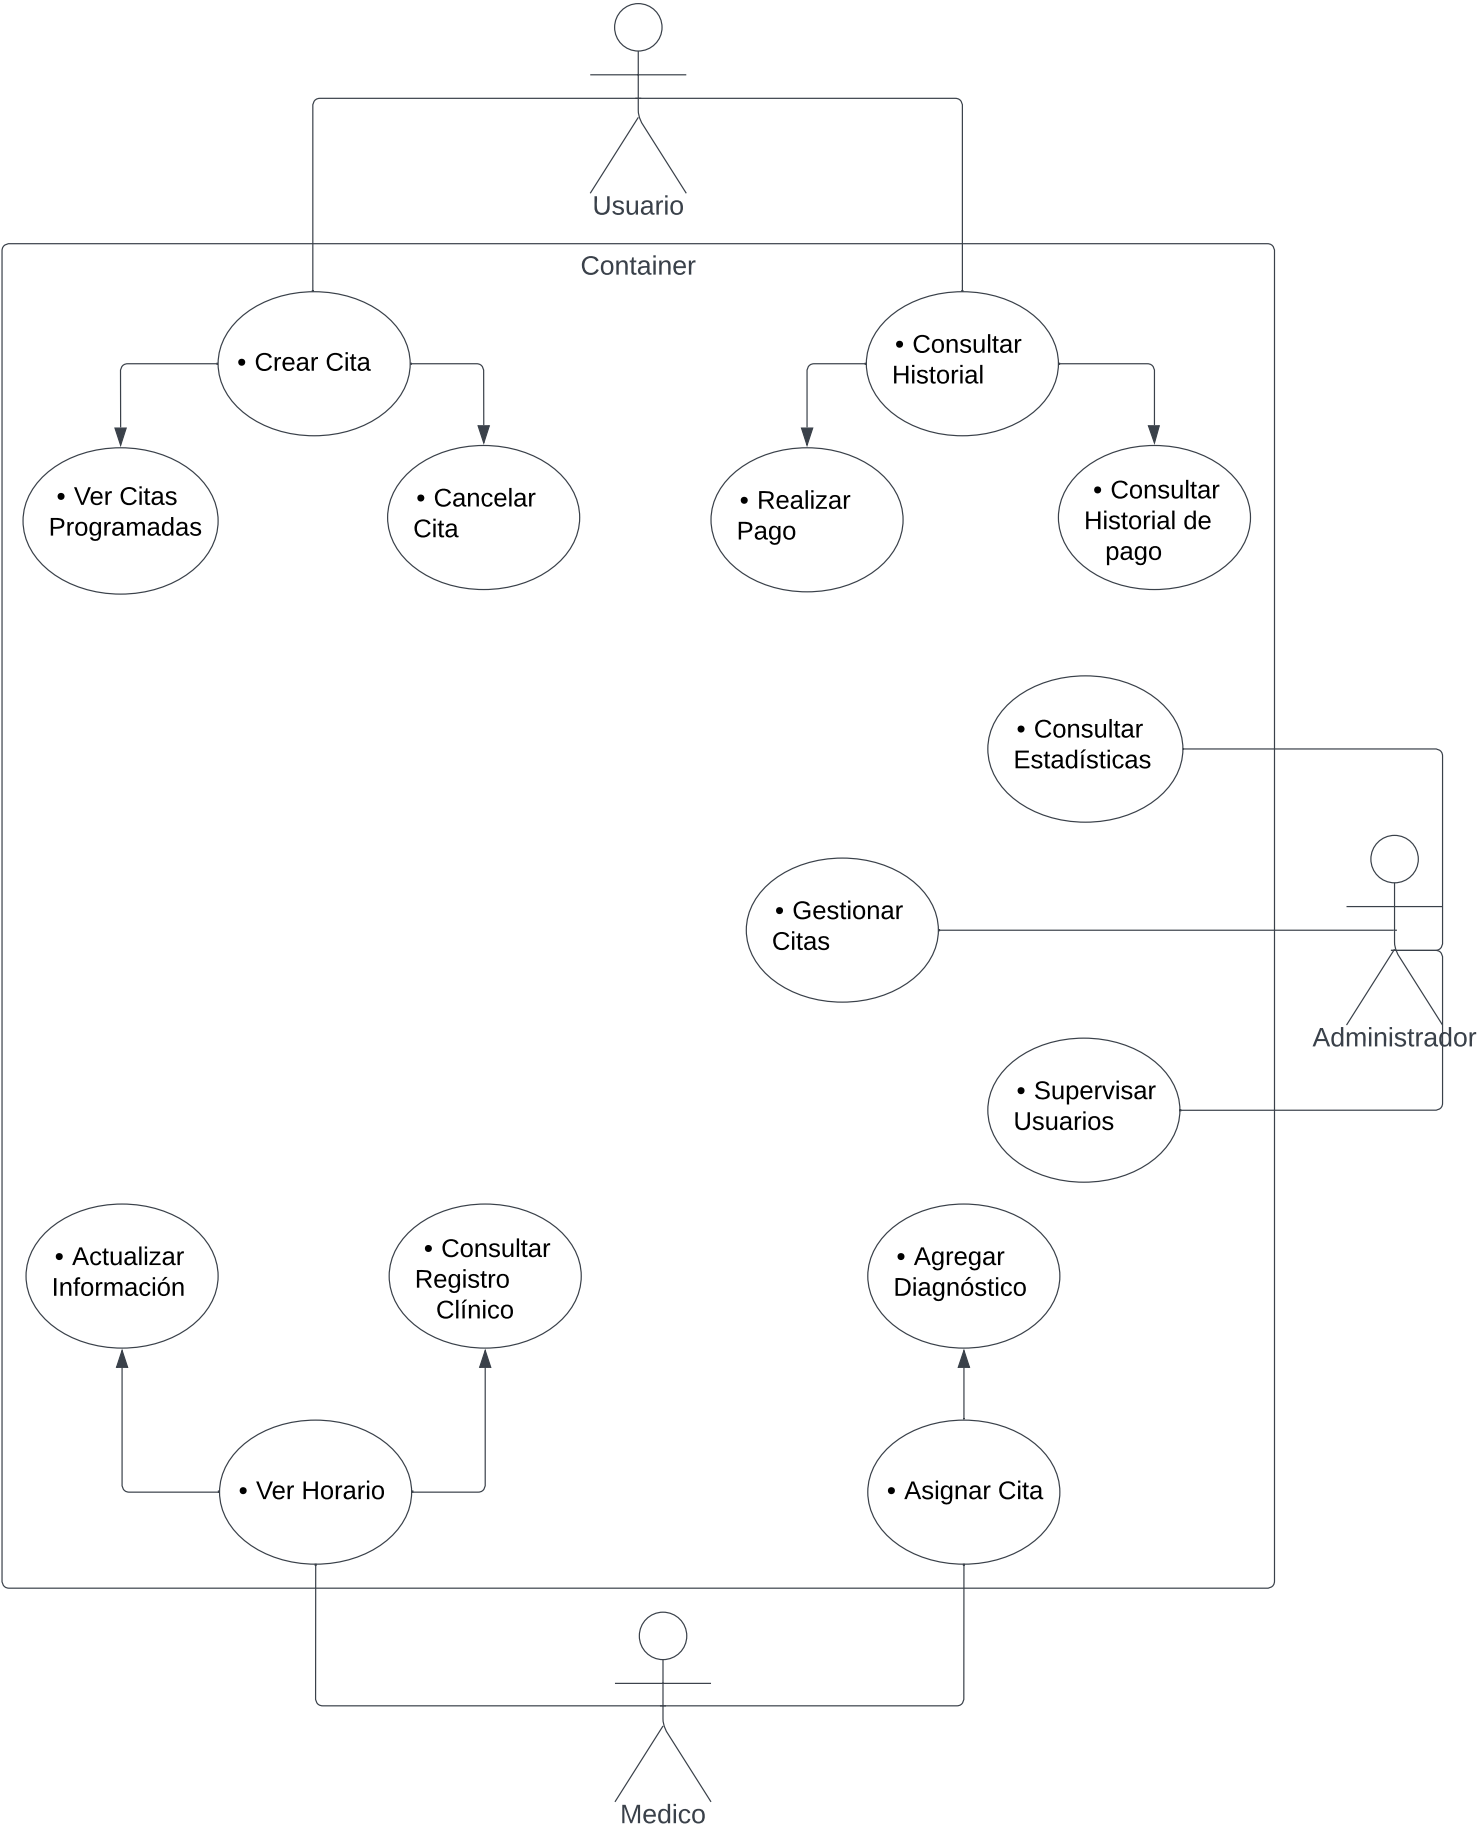 Usuario
Container
• Crear Cita
• Consultar
Historial
• Ver Citas
Programadas
• Cancelar
Cita
• Realizar
Pago
• Consultar
Historial de
pago
• Consultar
Estadísticas
• Gestionar
Citas
Administrador
• Supervisar
Usuarios
• Actualizar
Información
• Consultar
Registro
Clínico
• Agregar
Diagnóstico
• Ver Horario
• Asignar Cita
Medico